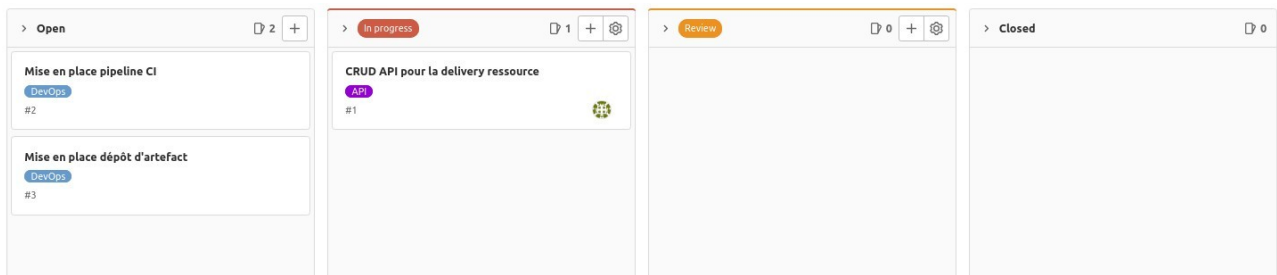 Open 2
Mise en place pipeline CI
DevOps
#2
Mise en place dépôt d'artefact
DevOps
#3
In progress 1
CRUD API pour la delivery ressource
API
#1
Review 0
Closed 0